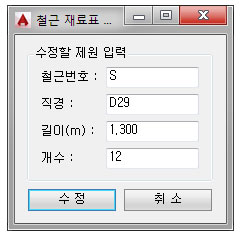 철근 재료표 ...
수정할 제원 입력
철근번호 : S
직경 : D29
길이(m) : 1,300
개수 : 12
수 정 취 소